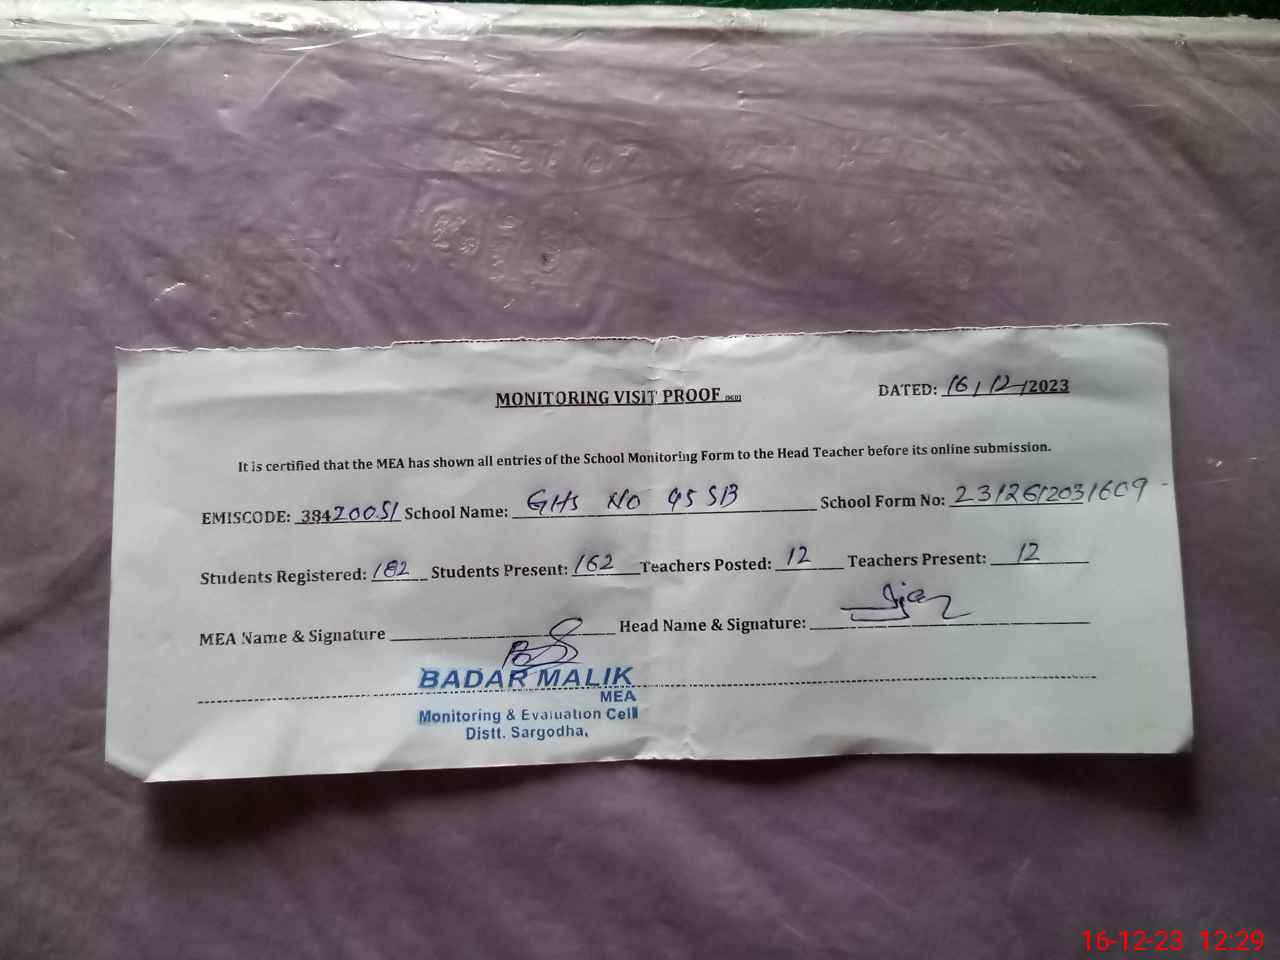 MONITORING VISIT PROOF
DATED: 16/12/2023
It is certified that the MEA has shown all entries of the School Monitoring Form to the Head Teacher before its online submission.
EMISCODE: 38420051 School Name: GHS NO 95 SB School Form No: 2312612031609
Students Registered: 182 Students Present: 162 Teachers Posted: 12 Teachers Present: 12
MEA Name & Signature Head Name & Signature:
BADAR MALIK
MEA
Monitoring & Evaluation Cell
Distt. Sargodha.
16-12-23 12:29